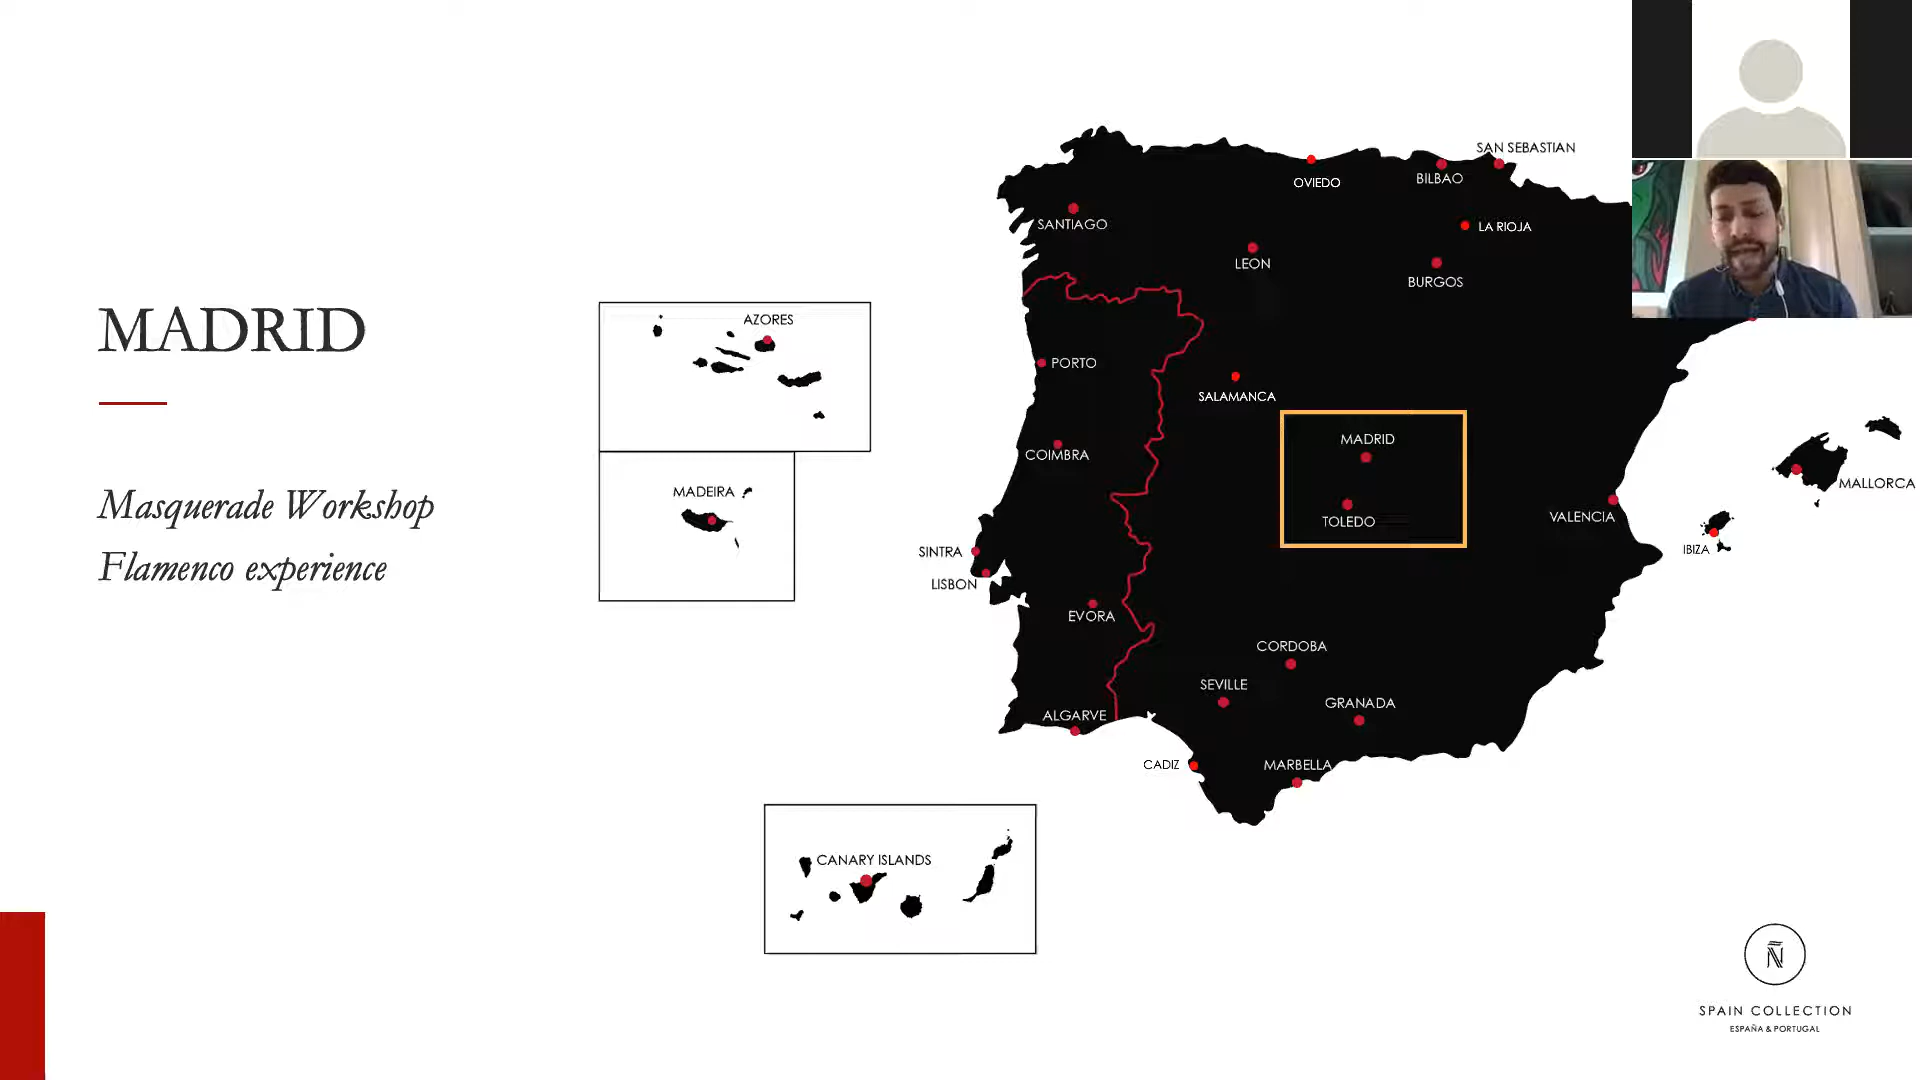 MADRID
Masquerade Workshop
Flamenco experience
AZORES
MADEIRA
CANARY ISLANDS
SAN SEBASTIAN
OVIEDO
BILBAO
SANTIAGO
LA RIOJA
LEON
BURGOS
PORTO
SALAMANCA
MADRID
COIMBRA
MALLORCA
VALENCIA
TOLEDO
SINTRA
IBIZA
LISBON
EVORA
CORDOBA
SEVILLE
GRANADA
ALGARVE
CADIZ
MARBELLA
Ñ
SPAIN COLLECTION
ESPAÑA & PORTUGAL